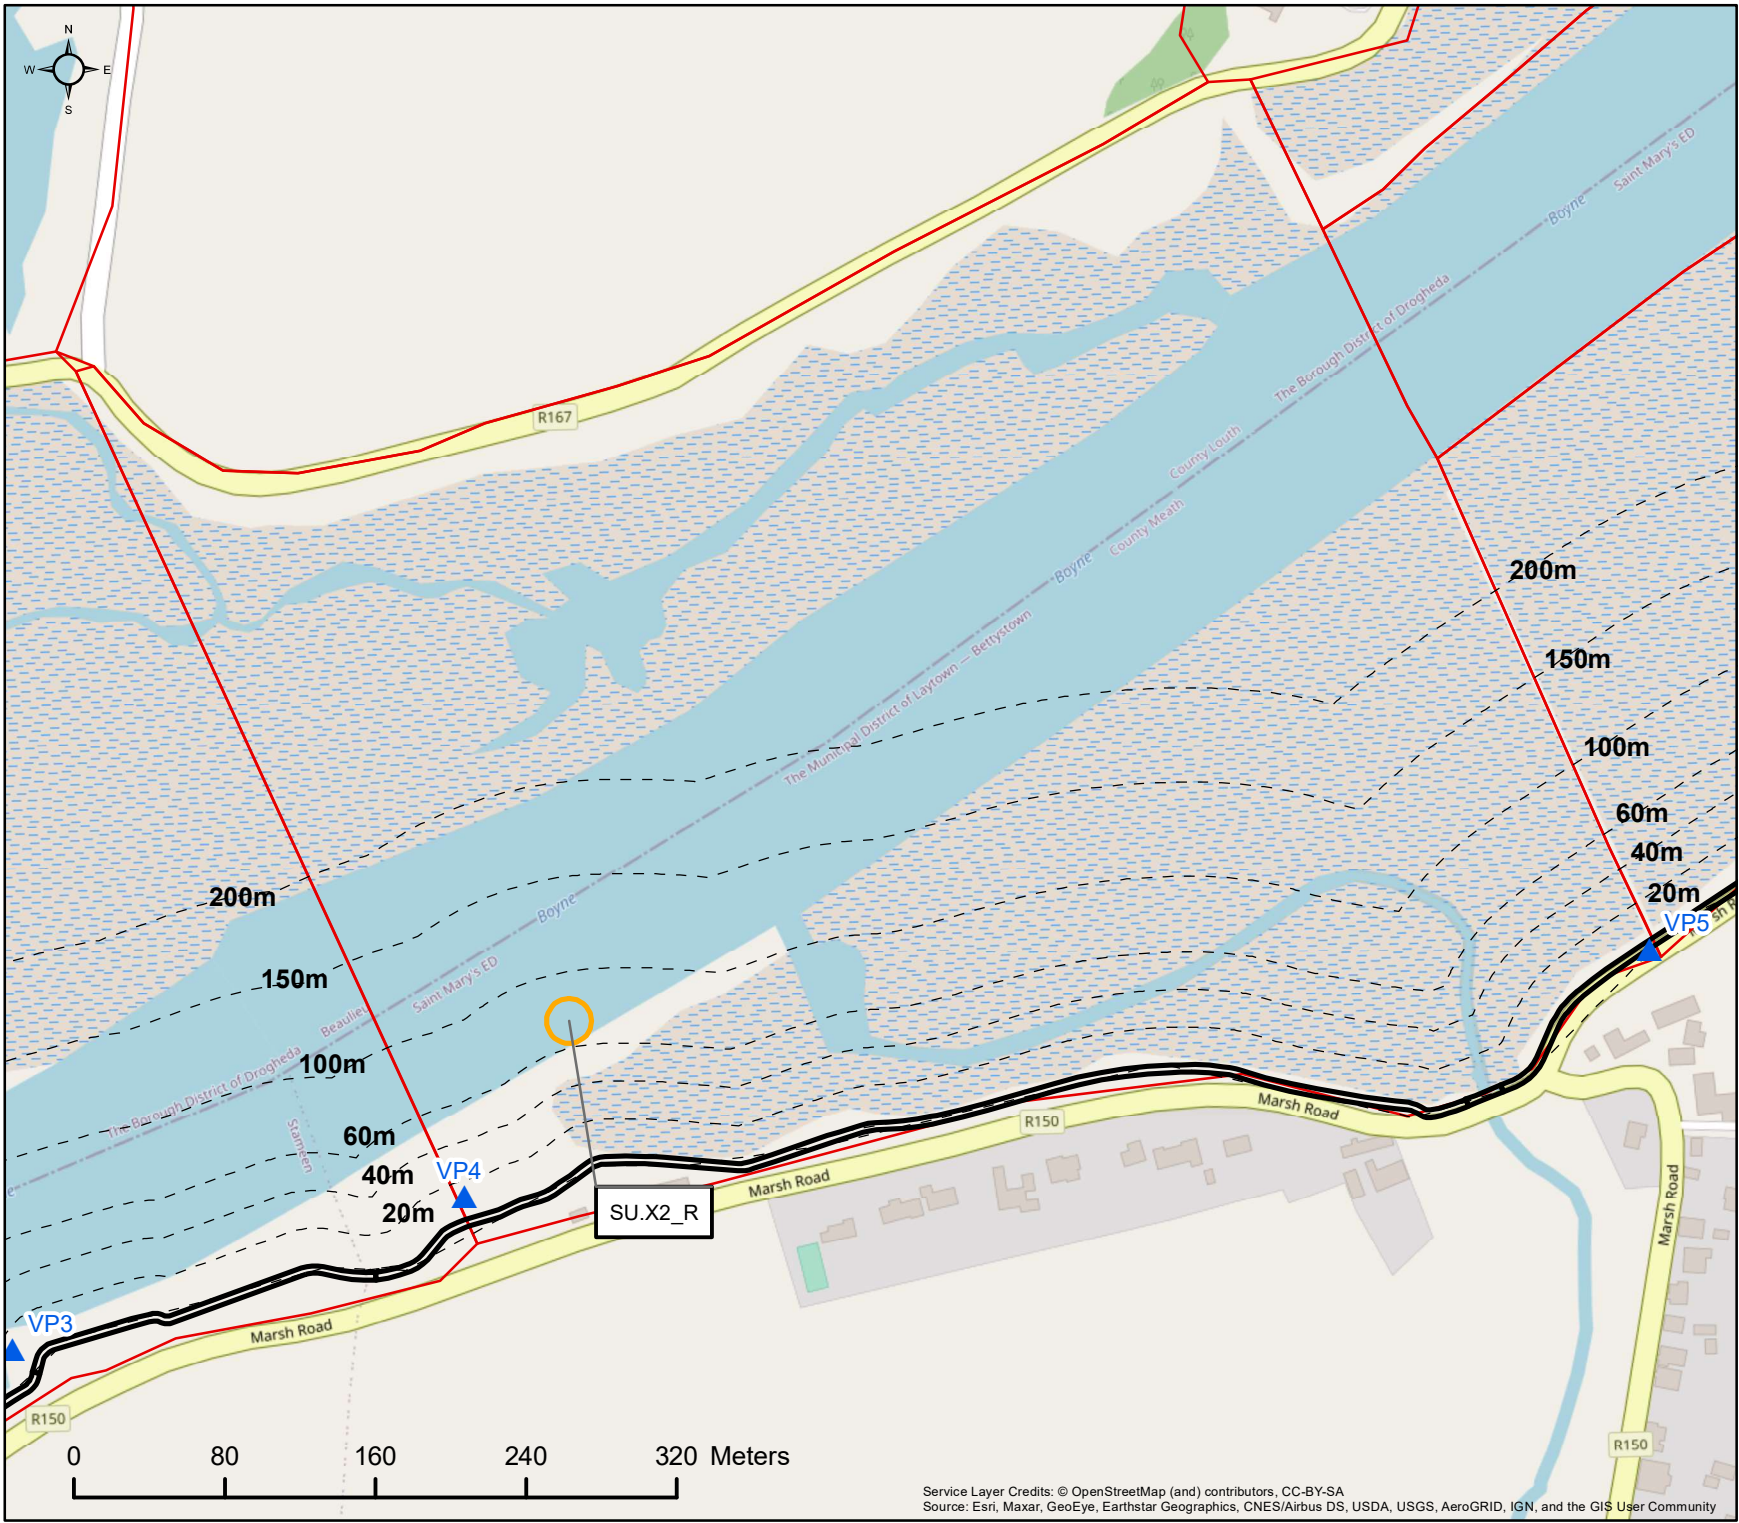 N
W E
S
Saint Mary's ED
Boyne
The Borough District of Drogheda
R167
County Louth
County Meath
Boyne
200m
The Municipal District of Laytown — Bettystown
150m
100m
60m
40m
200m
20m
Boyne
VP5
150m
Saint Mary's ED
Beaulieu
100m
The Borough District of Drogheda
Marsh Road
R150
60m
Stameen
40m
VP4
Marsh Road
20m
SU.X2_R
Marsh Road
VP3
Marsh Road
R150
R150
0 80 160 240 320 Meters
Service Layer Credits: © OpenStreetMap (and) contributors, CC-BY-SA
Source: Esri, Maxar, GeoEye, Earthstar Geographics, CNES/Airbus DS, USDA, USGS, AeroGRID, IGN, and the GIS User Community